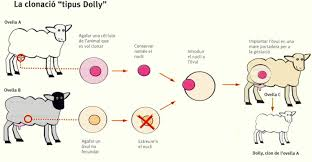 La clonació "tipus Dolly"
Ovella A
Agafar una cèl·lula
de l'animal que
es vol clonar
Conservar
només el
nucli
Introduir
el nucli a
l'òvul
Implantar l'òvul en una
mare portadora per a
la gestació
Ovella B
Agafar un
òvul no
fecundat
Extreure'n
el nucli
Ovella C
Dolly, clon de l'ovella A